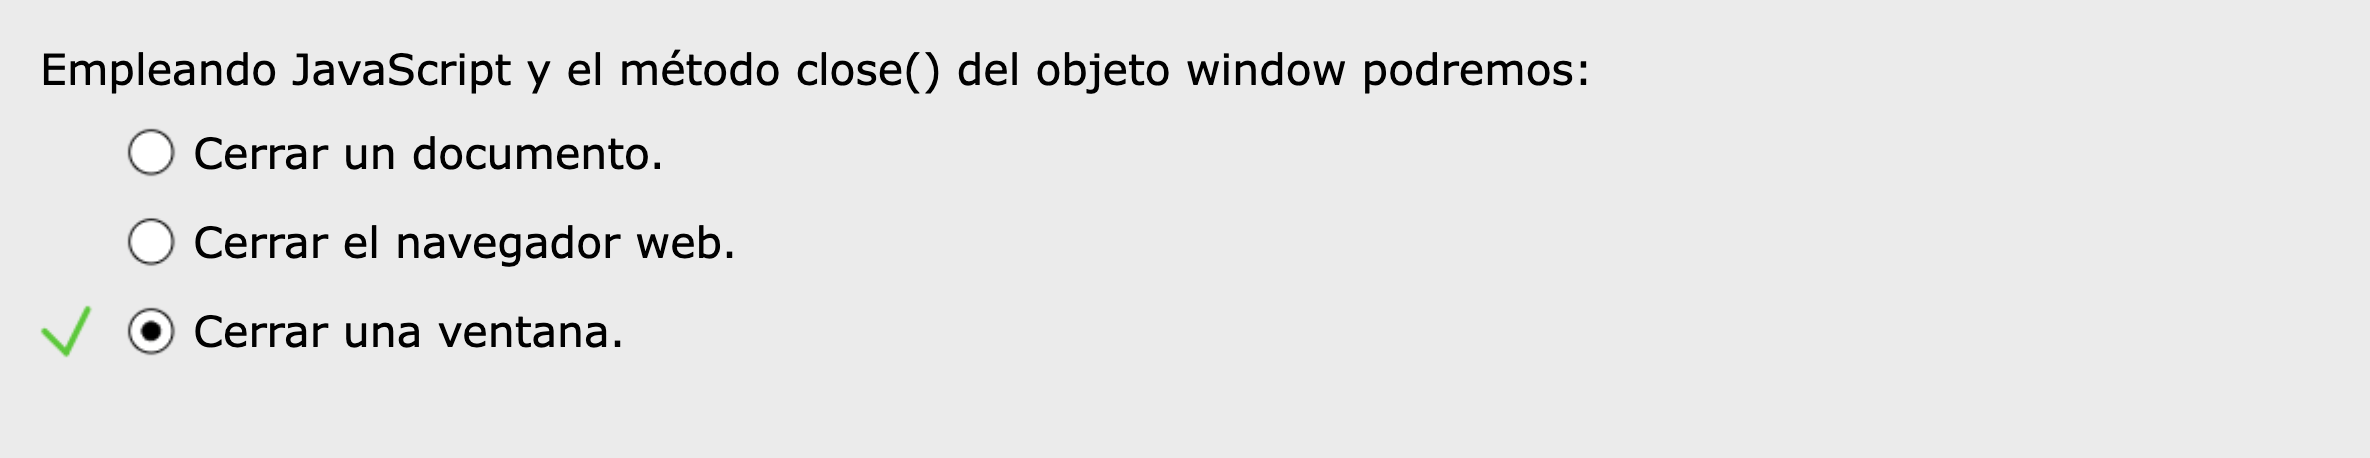 Empleando JavaScript y el método close() del objeto window podremos:
Cerrar un documento.
Cerrar el navegador web.
Cerrar una ventana.